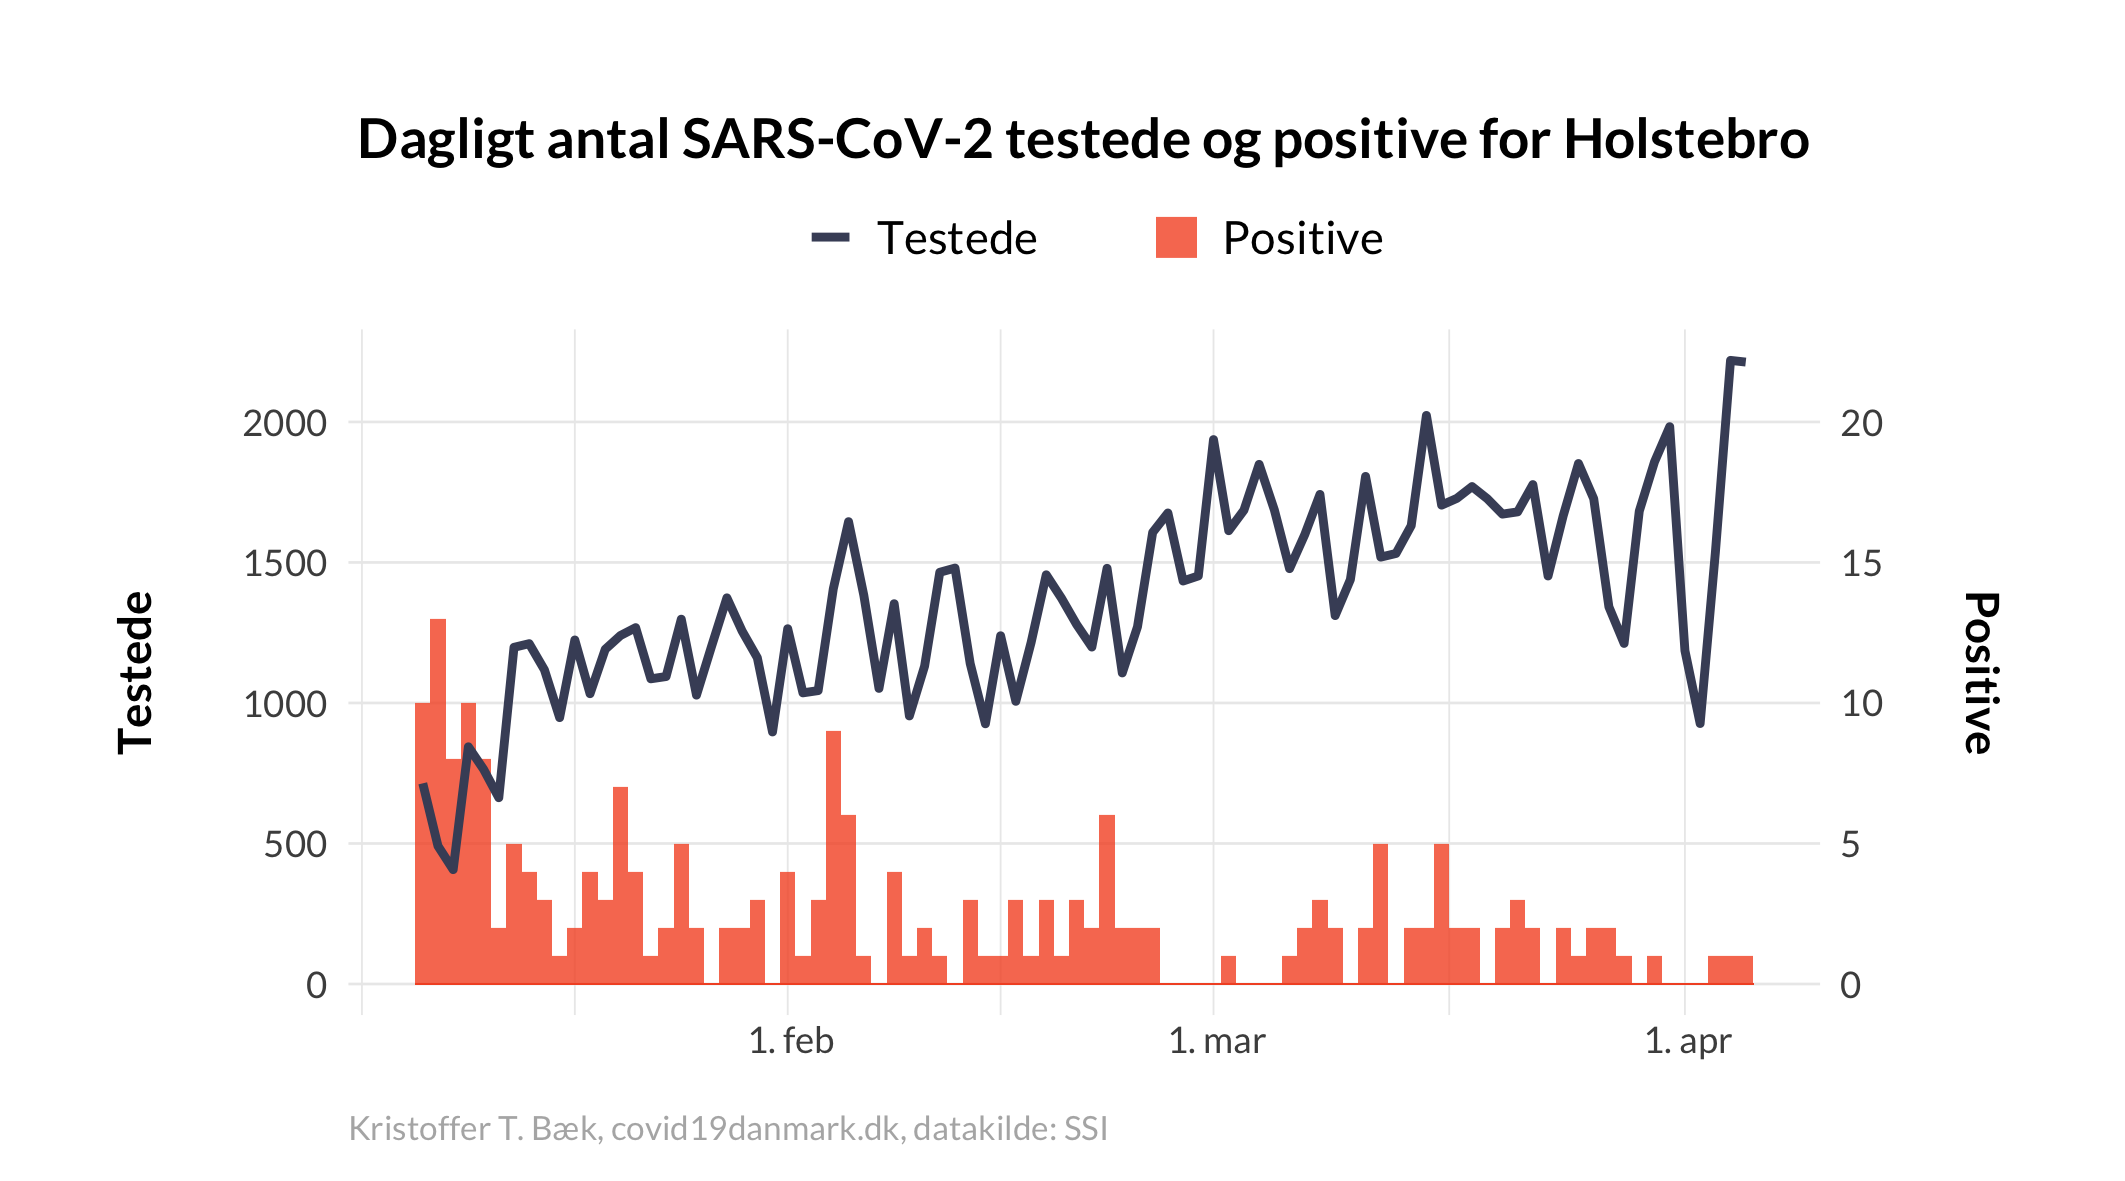 Dagligt antal SARS-CoV-2 testede og positive for Holstebro
Testede Positive
2000 20
1500 15
1000 10
500 5
0 0
Testede
Positive
1. feb 1. mar 1. apr
Kristoffer T. Bæk, covid19danmark.dk, datakilde: SSI